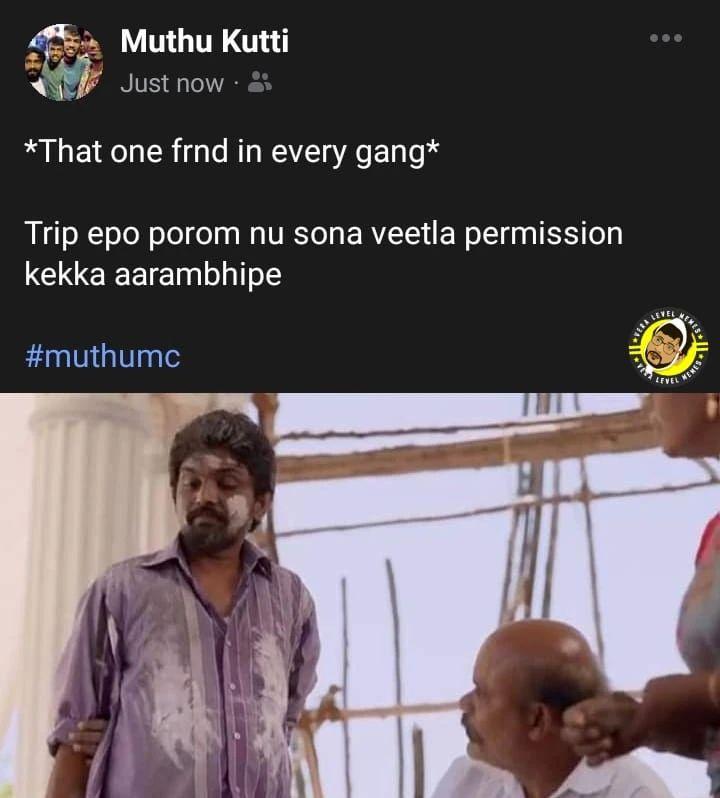 Muthu Kutti
Just now ·
*That one frnd in every gang*
Trip epo porom nu sona veetla permission
kekka aarambhipe
#muthumc
VERA LEVEL MEMES
VERA LEVEL MEMES